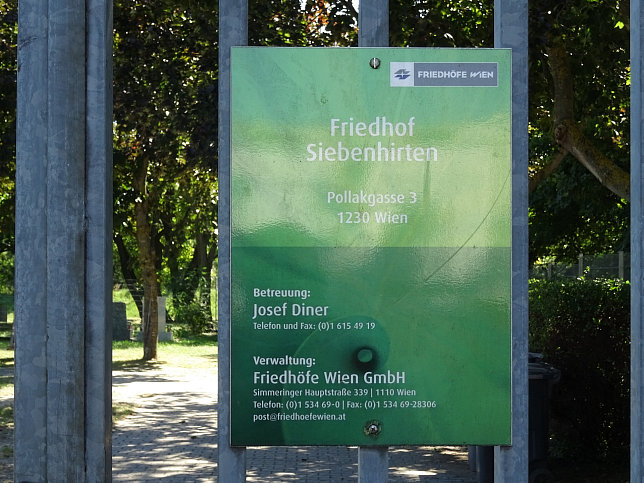 FRIEDHÖFE WIEN
Friedhof
Siebenhirten
Pollakgasse 3
1230 Wien
Betreuung:
Josef Diner
Telefon und Fax: (0)1 615 49 19
Verwaltung:
Friedhöfe Wien GmbH
Simmeringer Hauptstraße 339 | 1110 Wien
Telefon: (0)1 534 69-0 | Fax: (0)1 534 69-28306
post@friedhoefewien.at